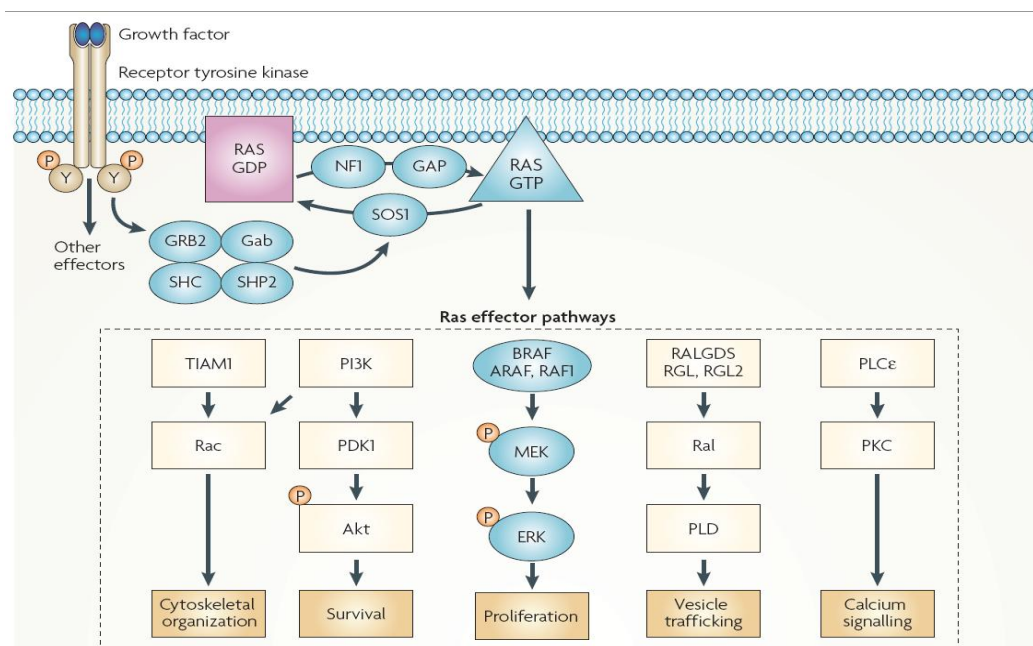 Growth factor
Receptor tyrosine kinase
RAS
GDP
NF1
GAP
RAS
GTP
P
P
Y
Y
SOS1
Other
effectors
GRB2
Gab
SHC
SHP2
Ras effector pathways
TIAM1
PI3K
BRAF
ARAF, RAF1
RALGDS
RGL, RGL2
PLCε
Rac
PDK1
P
MEK
Ral
PKC
P
Akt
P
ERK
PLD
Cytoskeletal
organization
Survival
Proliferation
Vesicle
trafficking
Calcium
signalling